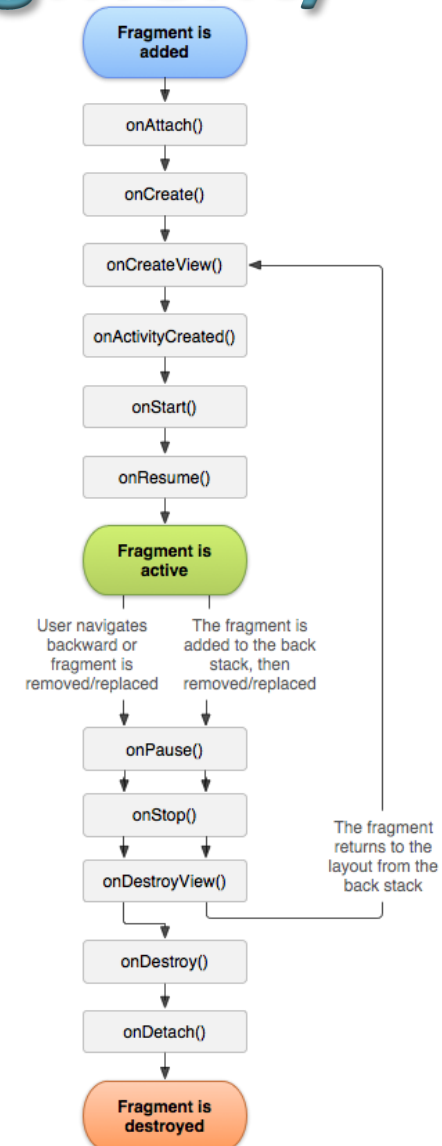 Fragment is
added
onAttach()
onCreate()
onCreateView()
onActivityCreated()
onStart()
onResume()
Fragment is
active
User navigates
backward or
fragment is
removed/replaced
The fragment is
added to the back
stack, then
removed/replaced
onPause()
onStop()
onDestroyView()
The fragment
returns to the
layout from the
back stack
onDestroy()
onDetach()
Fragment is
destroyed